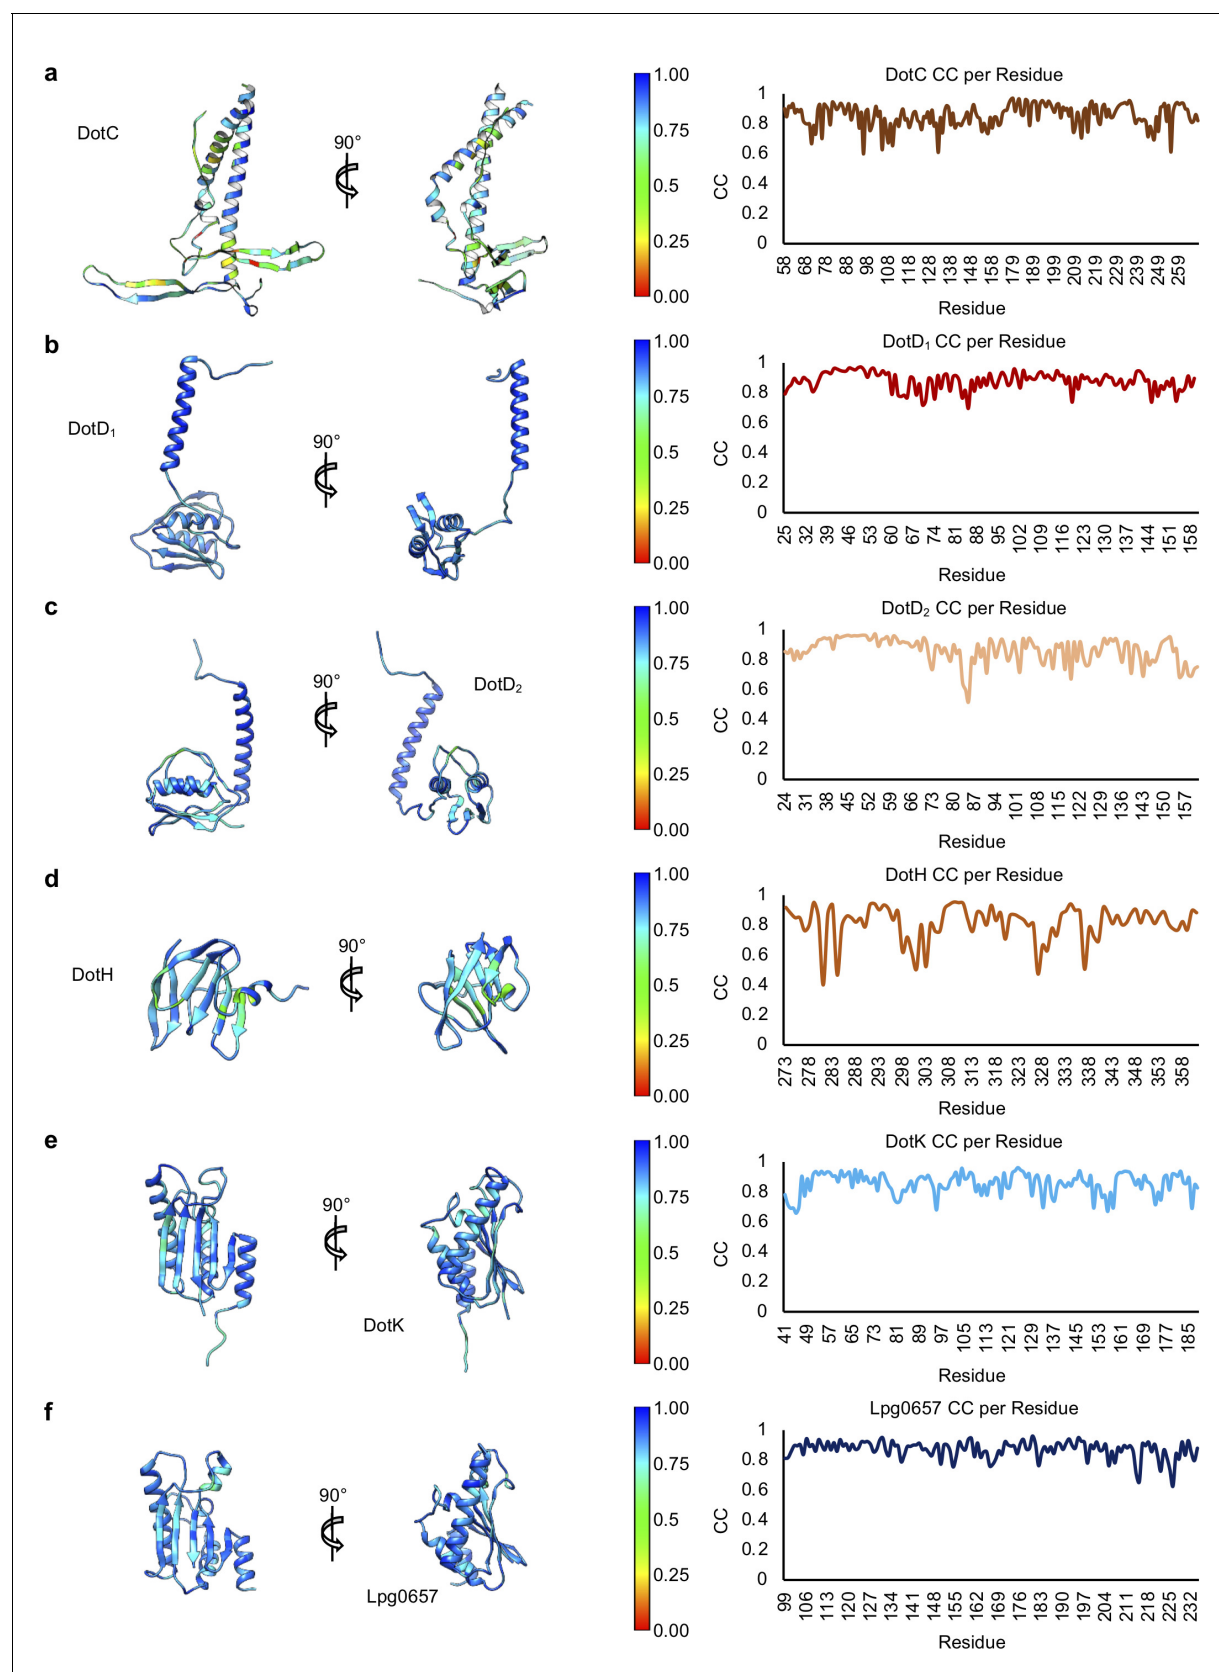 a
DotC
90°
1.00
0.75
0.5
0.25
0.00
DotC CC per Residue
CC
1
0.8
0.6
0.4
0.2
0
58 68 78 88 98 108 118 128 138 148 158 179 189 199 209 219 229 239 249 259
Residue
b
DotD1
90°
1.00
0.75
0.5
0.25
0.00
DotD1 CC per Residue
CC
1
0.8
0.6
0.4
0.2
0
25 32 39 46 53 60 67 74 81 88 95 102 109 116 123 130 137 144 151 158
Residue
c
90°
DotD2
1.00
0.75
0.5
0.25
0.00
DotD2 CC per Residue
CC
1
0.8
0.6
0.4
0.2
0
24 31 38 45 52 59 66 73 80 87 94 101 108 115 122 129 136 143 150 157
Residue
d
DotH
90°
1.00
0.75
0.5
0.25
0.00
DotH CC per Residue
CC
1
0.8
0.6
0.4
0.2
0
273 278 283 288 293 298 303 308 313 318 323 328 333 338 343 348 353 358
Residue
e
90°
DotK
1.00
0.75
0.5
0.25
0.00
DotK CC per Residue
CC
1
0.8
0.6
0.4
0.2
0
41 49 57 65 73 81 89 97 105 113 121 129 137 145 153 161 169 177 185
Residue
f
90°
Lpg0657
1.00
0.75
0.5
0.25
0.00
Lpg0657 CC per Residue
CC
1
0.8
0.6
0.4
0.2
0
99 106 113 120 127 134 141 148 155 162 169 176 183 190 197 204 211 218 225 232
Residue